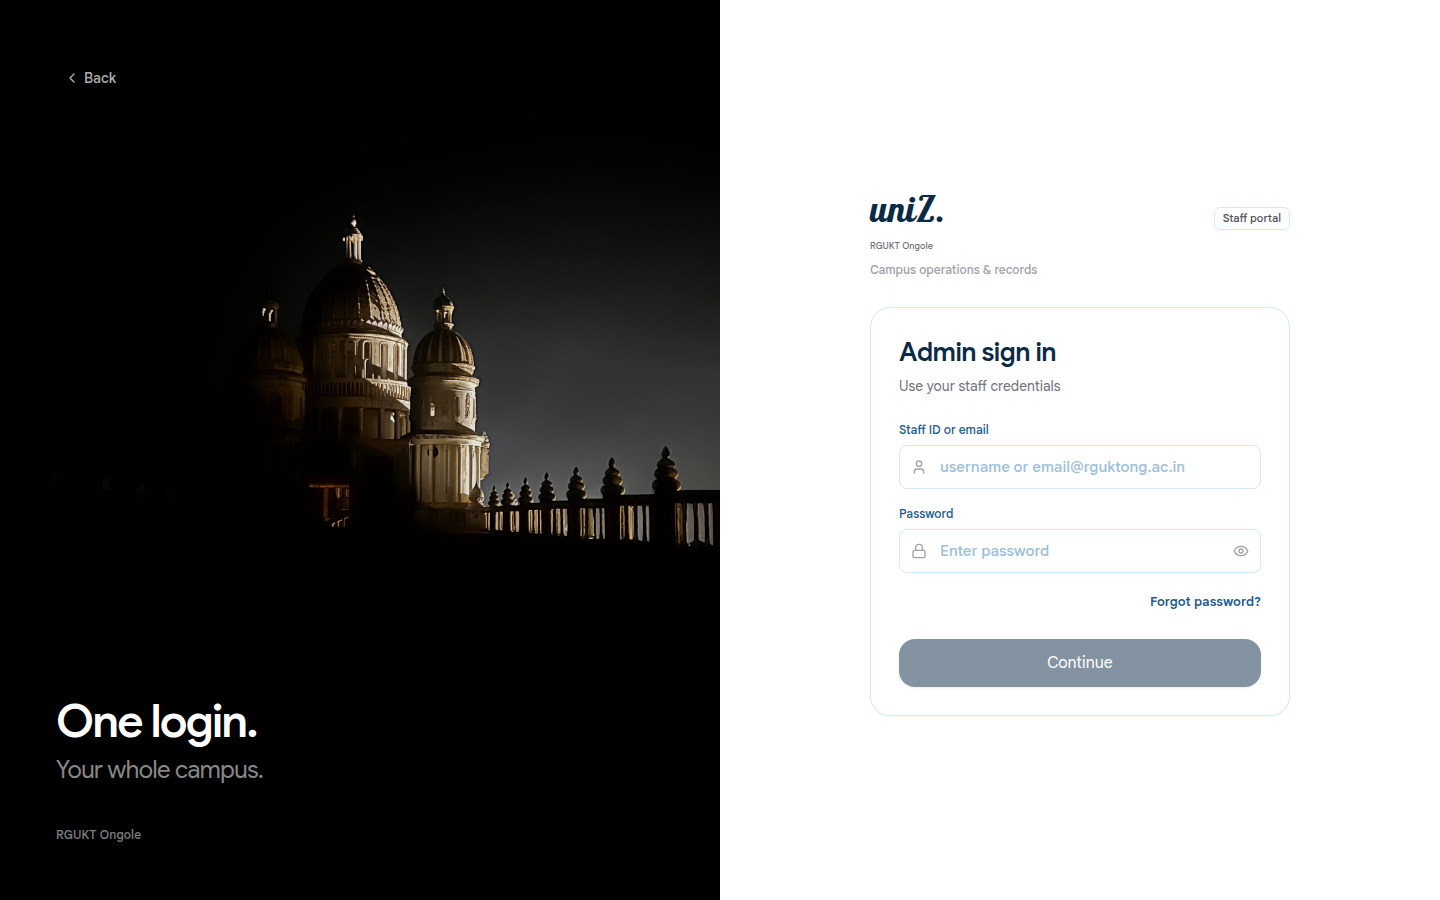 Back
One login.
Your whole campus.
RGUKT Ongole
uniZ.
Staff portal
RGUKT Ongole
Campus operations & records
Admin sign in
Use your staff credentials
Staff ID or email
username or email@rguktong.ac.in
Password
Enter password
Forgot password?
Continue